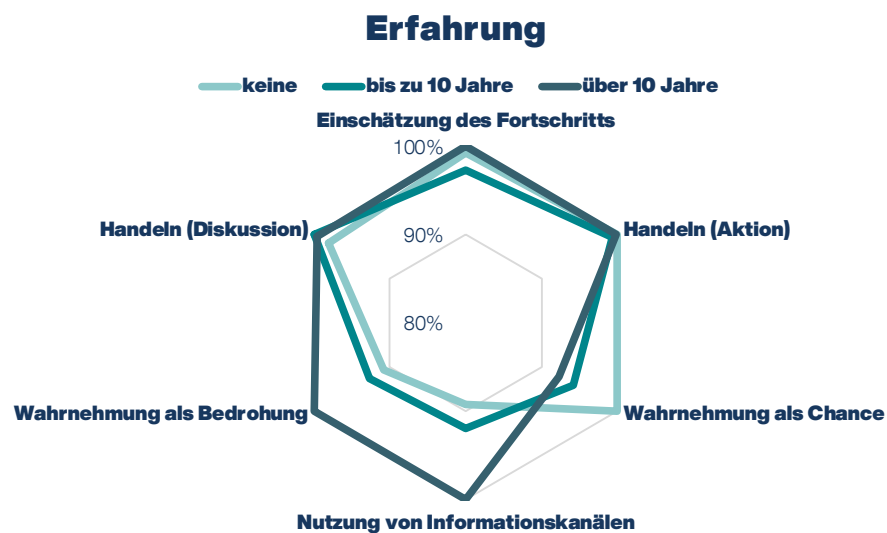 Erfahrung
keine bis zu 10 Jahre über 10 Jahre
Einschätzung des Fortschritts
100%
Handeln (Diskussion)
Handeln (Aktion)
90%
80%
Wahrnehmung als Bedrohung
Wahrnehmung als Chance
Nutzung von Informationskanälen